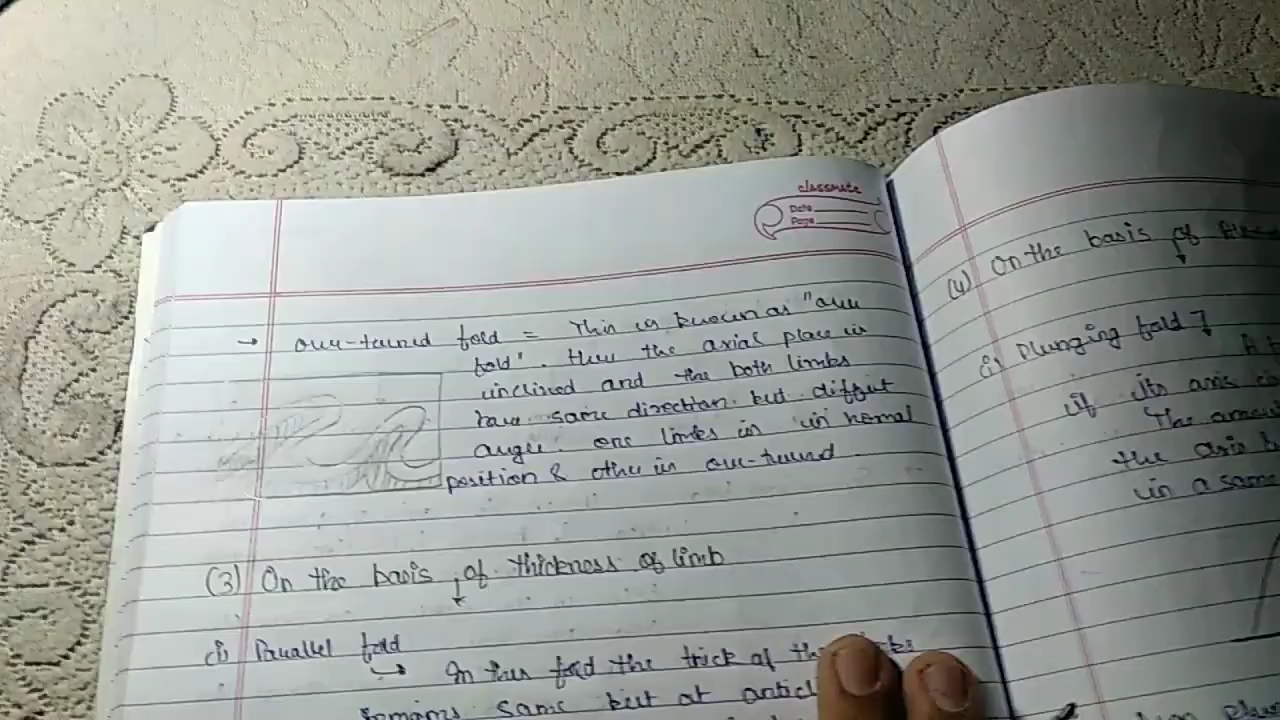 classmate
Date
Page
→ over-turned fold = This is known as "over
fold". Here the axial place is
inclined and the both limbs
have same direction but diffrent
angle. one limbs is in normal
position & other is over-turned
(3) On the basis of thickness of limb
(i) Parallel fold
→ In this fold the trick of the
remains same but at
(4) On the basis of
(i) Plunging fold
if its axis
The
the axis
in a same